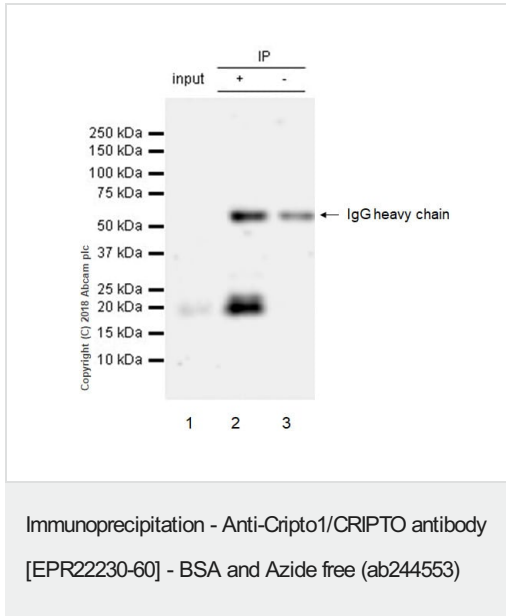 IP
input + -
250 kDa
150 kDa
100 kDa
75 kDa
IgG heavy chain
50 kDa
37 kDa
25 kDa
20 kDa
15 kDa
10 kDa
Copyright (C) 2018 Abcam plc
1 2 3
Immunoprecipitation - Anti-Cripto1/CRIPTO antibody
[EPR22230-60] - BSA and Azide free (ab244553)